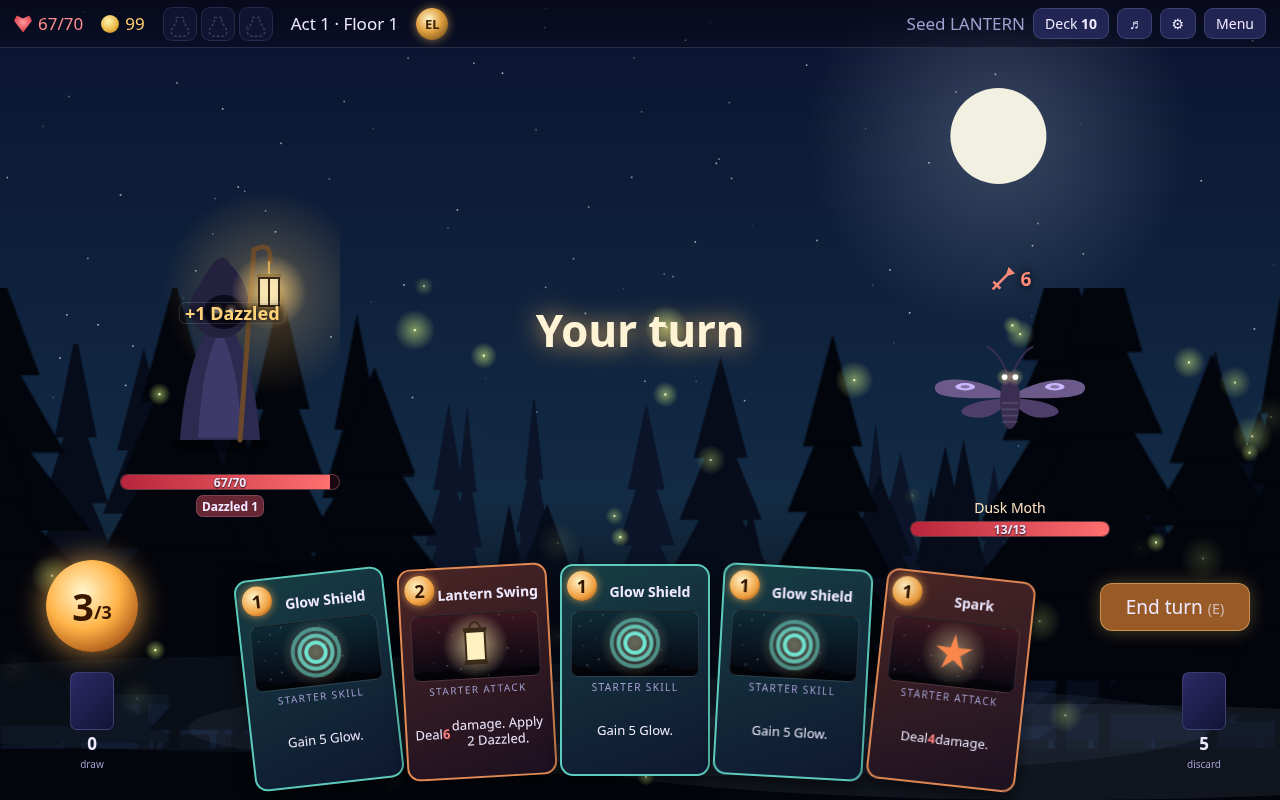 67/70
99
Act 1 · Floor 1
EL
Seed LANTERN
Deck 10
Menu
6
+1 Dazzled
Your turn
67/70
Dazzled 1
Dusk Moth
13/13
3/3
End turn (E)
0
draw
5
discard
1
Glow Shield
STARTER SKILL
Gain 5 Glow.
2
Lantern Swing
STARTER ATTACK
Deal 6 damage. Apply
2 Dazzled.
1
Glow Shield
STARTER SKILL
Gain 5 Glow.
1
Glow Shield
STARTER SKILL
Gain 5 Glow.
1
Spark
STARTER ATTACK
Deal 4 damage.